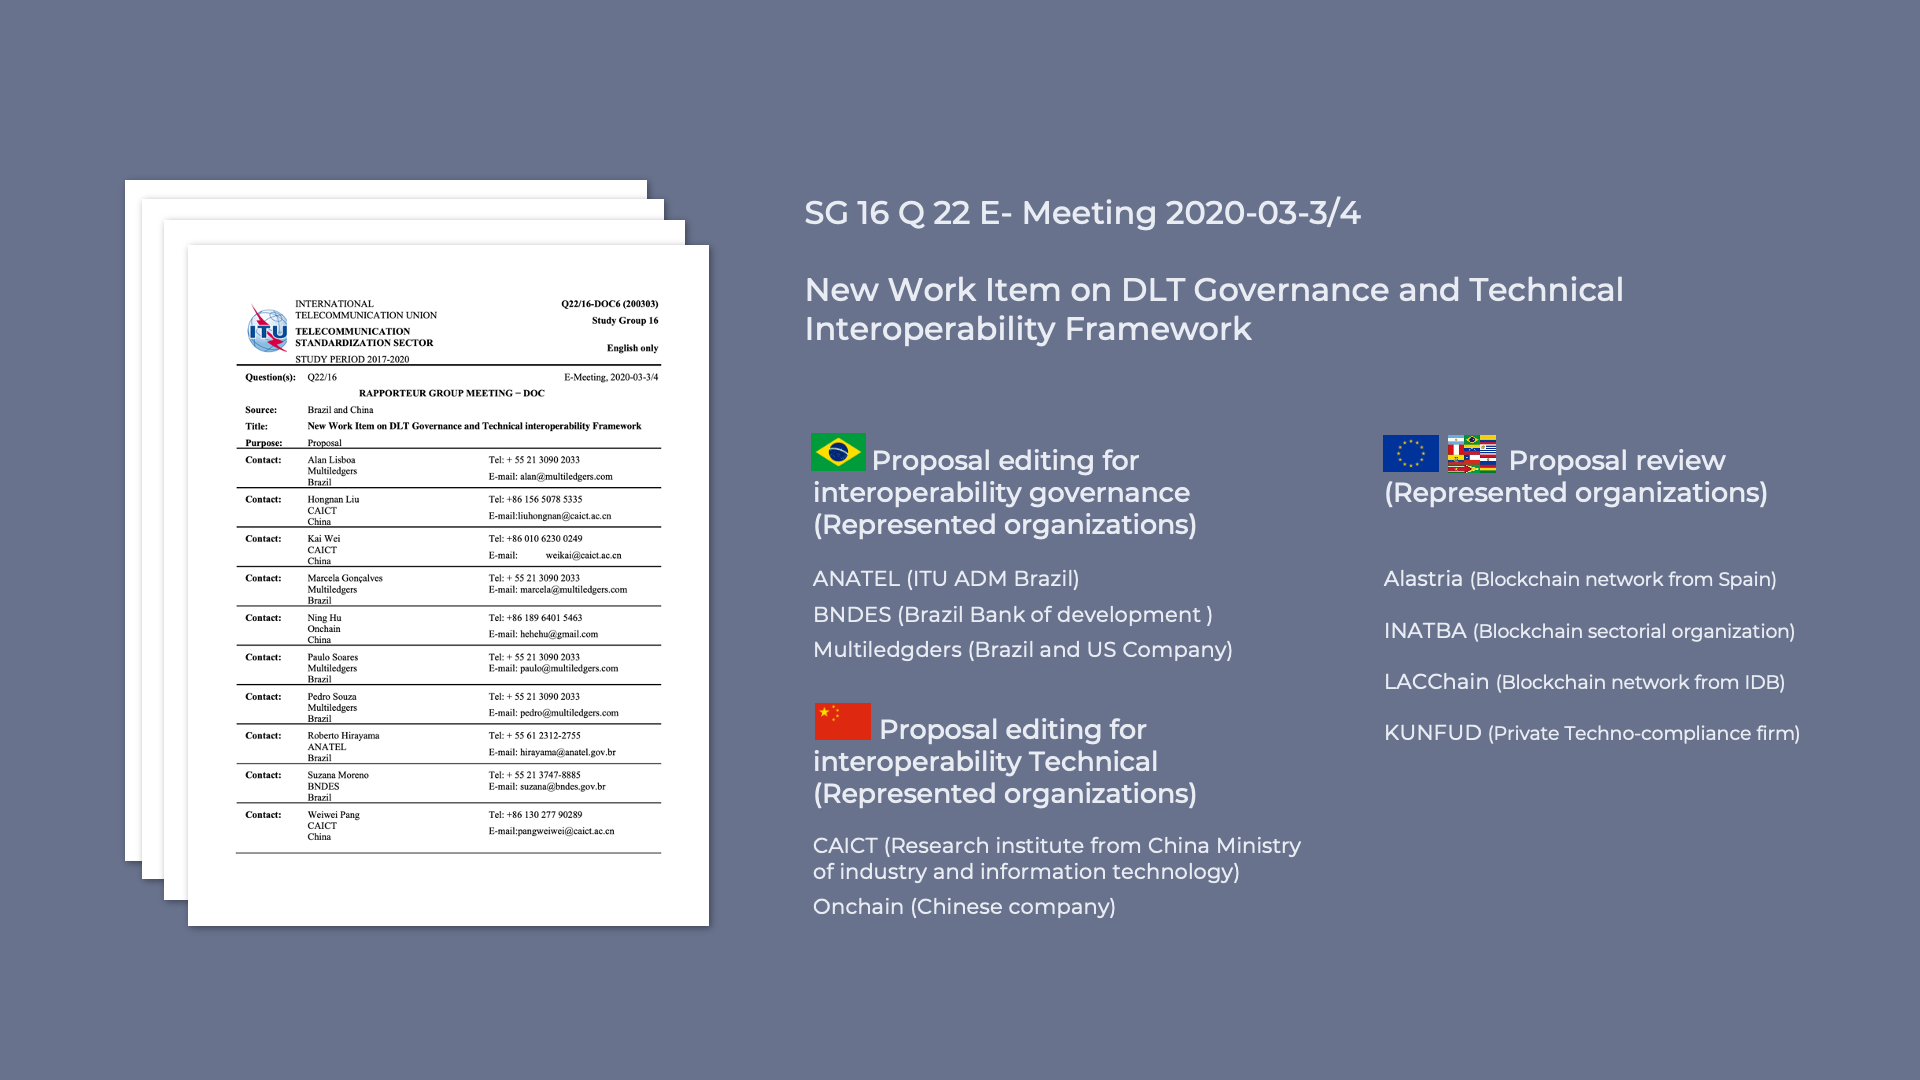 INTERNATIONAL
TELECOMMUNICATION UNION
TELECOMMUNICATION
STANDARDIZATION SECTOR
STUDY PERIOD 2017-2020
ITU
Q22/16-DOC6 (200303)
Study Group 16
English only
Question(s): Q22/16 E-Meeting, 2020-03-3/4
RAPPORTEUR GROUP MEETING – DOC
Source: Brazil and China
Title: New Work Item on DLT Governance and Technical interoperability Framework
Purpose: Proposal
Contact: Alan Lisboa Tel: + 55 21 3090 2033
Multiledgers
E-mail: alan@multiledgers.com
Brazil
Contact: Hongnan Liu Tel: +86 156 5078 5335
CAICT
E-mail:liuhongnan@caict.ac.cn
China
Contact: Kai Wei Tel: +86 010 6230 0249
CAICT
E-mail: weikai@caict.ac.cn
China
Contact: Marcela Gonçalves Tel: + 55 21 3090 2033
Multiledgers E-mail: marcela@multiledgers.com
Brazil
Contact: Ning Hu Tel: +86 189 6401 5463
Onchain
E-mail: hehehu@gmail.com
China
Contact: Paulo Soares Tel: + 55 21 3090 2033
Multiledgers E-mail: paulo@multiledgers.com
Brazil
Contact: Pedro Souza Tel: + 55 21 3090 2033
Multiledgers
E-mail: pedro@multiledgers.com
Brazil
Contact: Roberto Hirayama Tel: + 55 61 2312-2755
ANATEL
E-mail: hirayama@anatel.gov.br
Brazil
Contact: Suzana Moreno Tel: + 55 21 3747-8885
BNDES E-mail: suzana@bndes.gov.br
Brazil
Contact: Weiwei Pang Tel: +86 130 277 90289
CAICT
E-mail:pangweiwei@caict.ac.cn
China
SG 16 Q 22 E- Meeting 2020-03-3/4
New Work Item on DLT Governance and Technical
Interoperability Framework
Proposal editing for
interoperability governance
(Represented organizations)
ANATEL (ITU ADM Brazil)
BNDES (Brazil Bank of development )
Multiledgders (Brazil and US Company)
Proposal editing for
interoperability Technical
(Represented organizations)
CAICT (Research institute from China Ministry
of industry and information technology)
Onchain (Chinese company)
Proposal review
(Represented organizations)
Alastria (Blockchain network from Spain)
INATBA (Blockchain sectorial organization)
LACChain (Blockchain network from IDB)
KUNFUD (Private Techno-compliance firm)